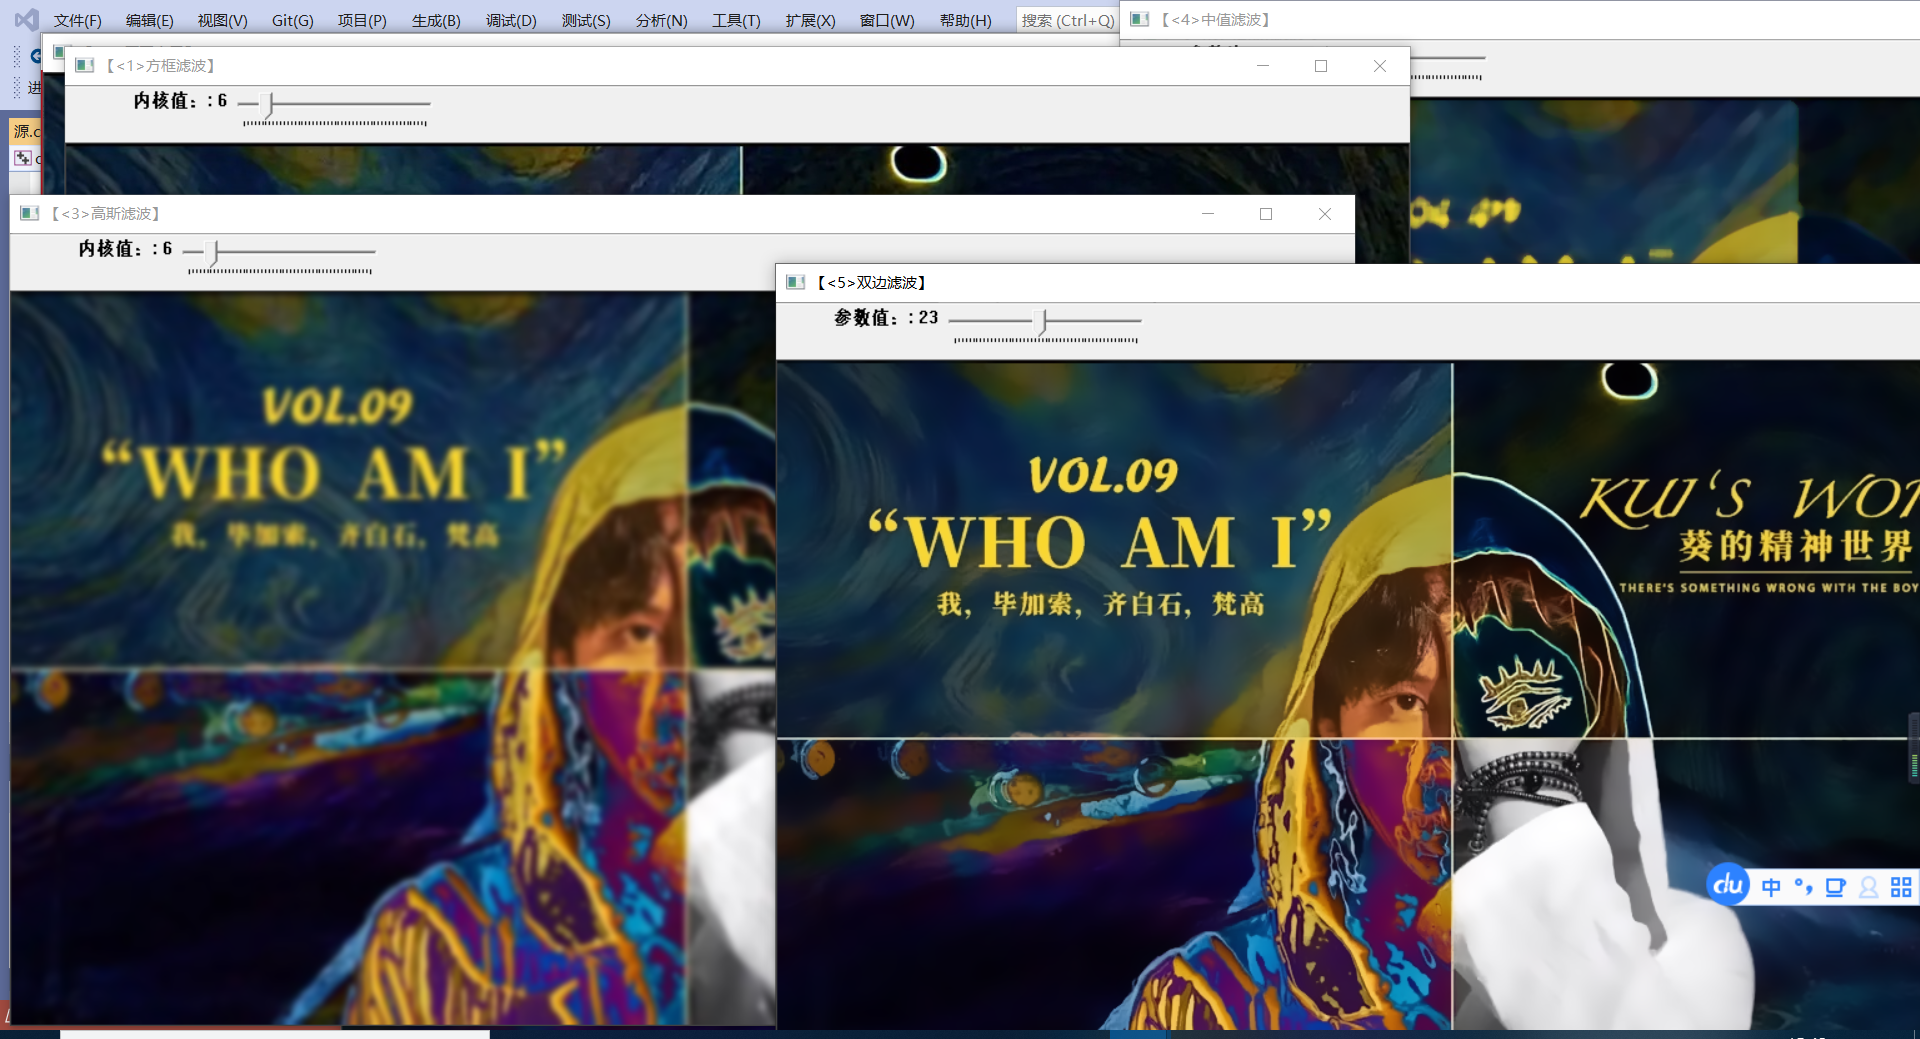 文件(F) 编辑(E) 视图(V) Git(G) 项目(P) 生成(B) 调试(D) 测试(S) 分析(N) 工具(T) 扩展(X) 窗口(W) 帮助(H) 搜索 (Ctrl+Q)
【<4>中值滤波】
【<1>方框滤波】
进
内核值：: 6
源.c
【<3>高斯滤波】
内核值：: 6
VOL.09
“WHO AM I”
我，毕加索，齐白石，梵高
【<5>双边滤波】
参数值：: 23
VOL.09
“WHO AM I”
我，毕加索，齐白石，梵高
KUI‘S WOR
葵的精神世界
THERE'S SOMETHING WRONG WITH THE BOY
du 中